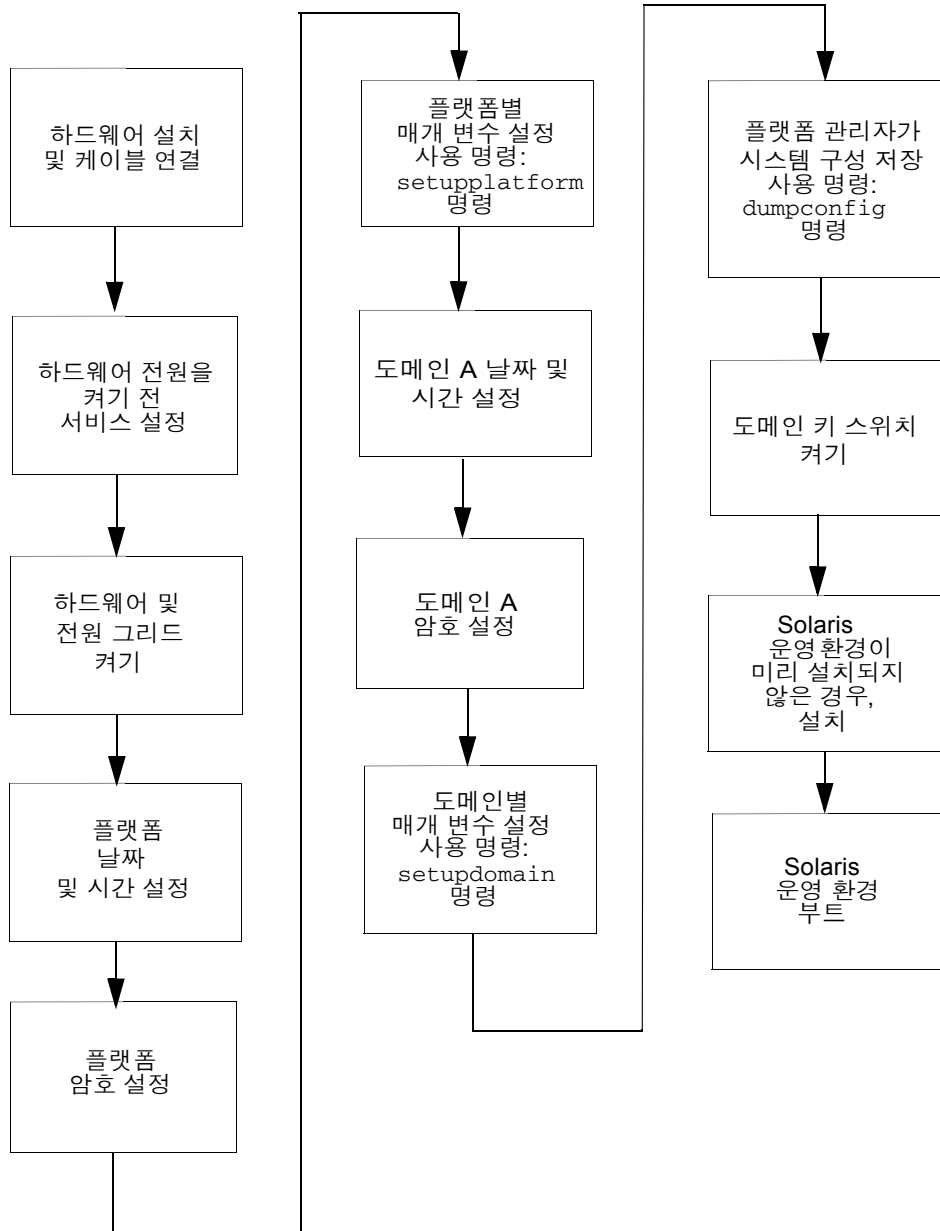 하드웨어 설치
및 케이블 연결
하드웨어 전원을
켜기 전
서비스 설정
하드웨어 및
전원 그리드
켜기
플랫폼
날짜
및 시간 설정
플랫폼
암호 설정
플랫폼별
매개 변수 설정
사용 명령:
setupplatform
명령
도메인 A 날짜 및
시간 설정
도메인 A
암호 설정
도메인별
매개 변수 설정
사용 명령:
setupdomain
명령
플랫폼 관리자가
시스템 구성 저장
사용 명령:
dumpconfig
명령
도메인 키 스위치
켜기
Solaris
운영환경이
미리 설치되지
않은 경우,
설치
Solaris
운영 환경
부트